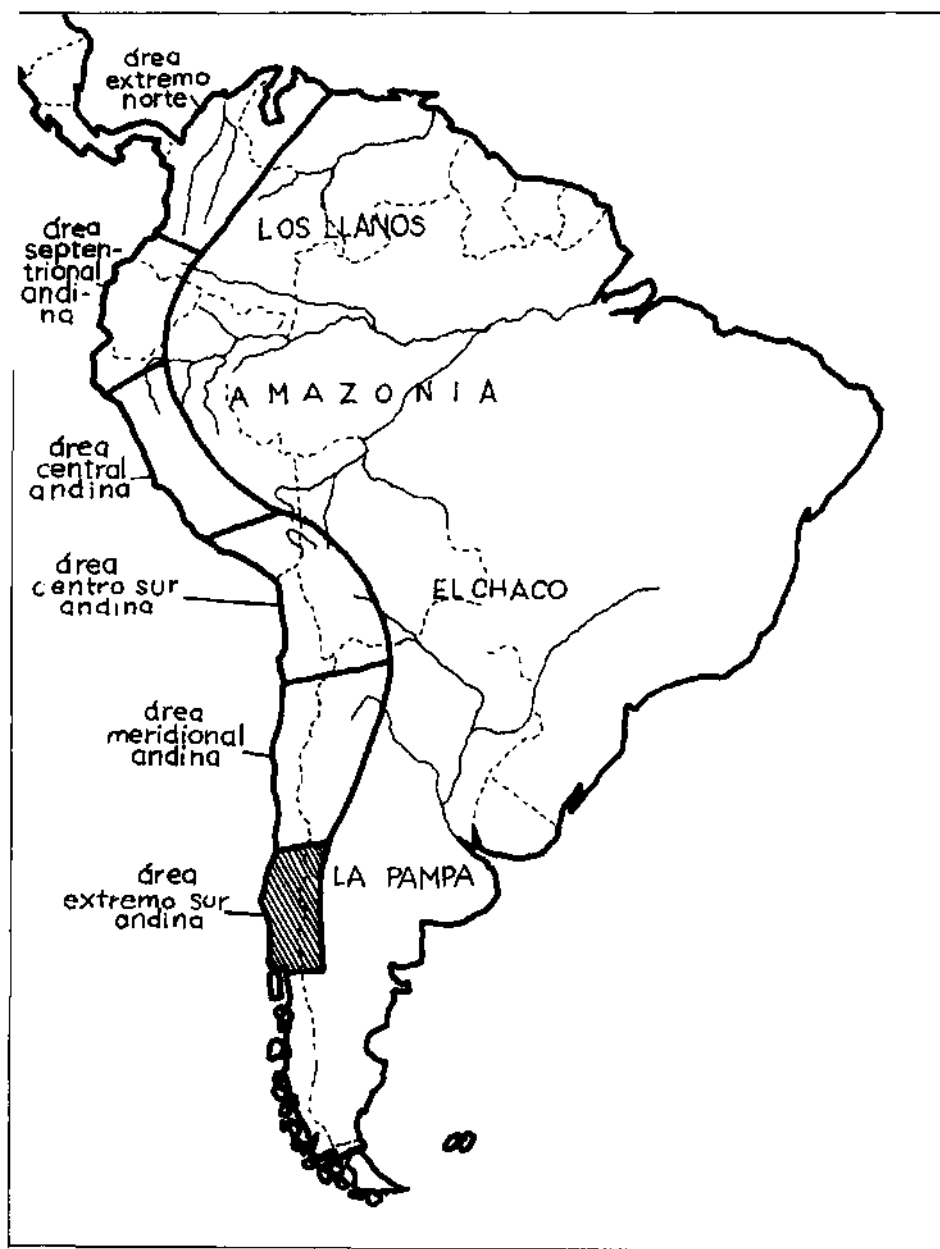 área
extremo
norte
LOS LLANOS
área
septen-
trional
andi-
na
AMAZONIA
área
central
andina
área
centro sur
andina
EL CHACO
área
meridional
andina
área
extremo sur
andina
LA PAMPA